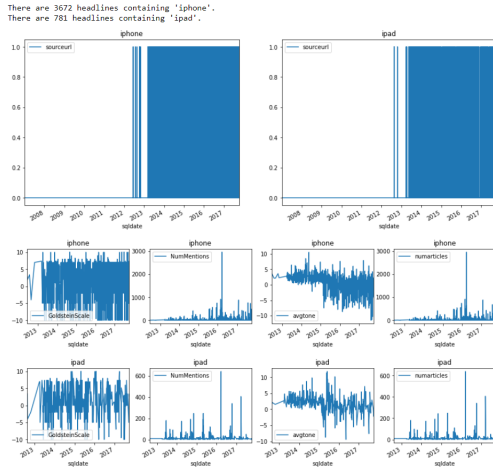 There are 3672 headlines containing 'iphone'.
There are 781 headlines containing 'ipad'.
iphone ipad
1.0 sourceurl 1.0 sourceurl
0.8 0.8
0.6 0.6
0.4 0.4
0.2 0.2
0.0 0.0
2008 2009 2010 2011 2012 2013 2014 2015 2016 2017 2008 2009 2010 2011 2012 2013 2014 2015 2016 2017
sqldate sqldate
iphone iphone iphone iphone
10 3000 NumMentions 10 3000 numarticles
5 2000 5 2000
0 0
-5 1000 -5 1000
-10 GoldsteinScale 0 -10 avgtone 0
2013 2014 2015 2016 2017 2013 2014 2015 2016 2017 2013 2014 2015 2016 2017 2013 2014 2015 2016 2017
sqldate sqldate sqldate sqldate
ipad ipad ipad ipad
10 600 NumMentions 10 600 numarticles
5 400 5 400
0 0
-5 200 -5 200
-10 GoldsteinScale 0 -10 avgtone 0
2013 2014 2015 2016 2017 2013 2014 2015 2016 2017 2013 2014 2015 2016 2017 2013 2014 2015 2016 2017
sqldate sqldate sqldate sqldate